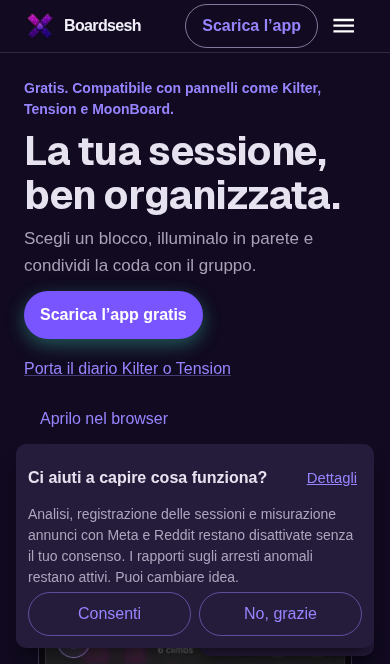 Boardsesh
Scarica l'app
Gratis. Compatibile con pannelli come Kilter,
Tension e MoonBoard.
La tua sessione,
ben organizzata.
Scegli un blocco, illuminalo in parete e
condividi la coda con il gruppo.
Scarica l'app gratis
Porta il diario Kilter o Tension
Aprilo nel browser
Ci aiuti a capire cosa funziona?
Dettagli
Analisi, registrazione delle sessioni e misurazione
annunci con Meta e Reddit restano disattivate senza
il tuo consenso. I rapporti sugli arresti anomali
restano attivi. Puoi cambiare idea.
Consenti
No, grazie
6 climbs